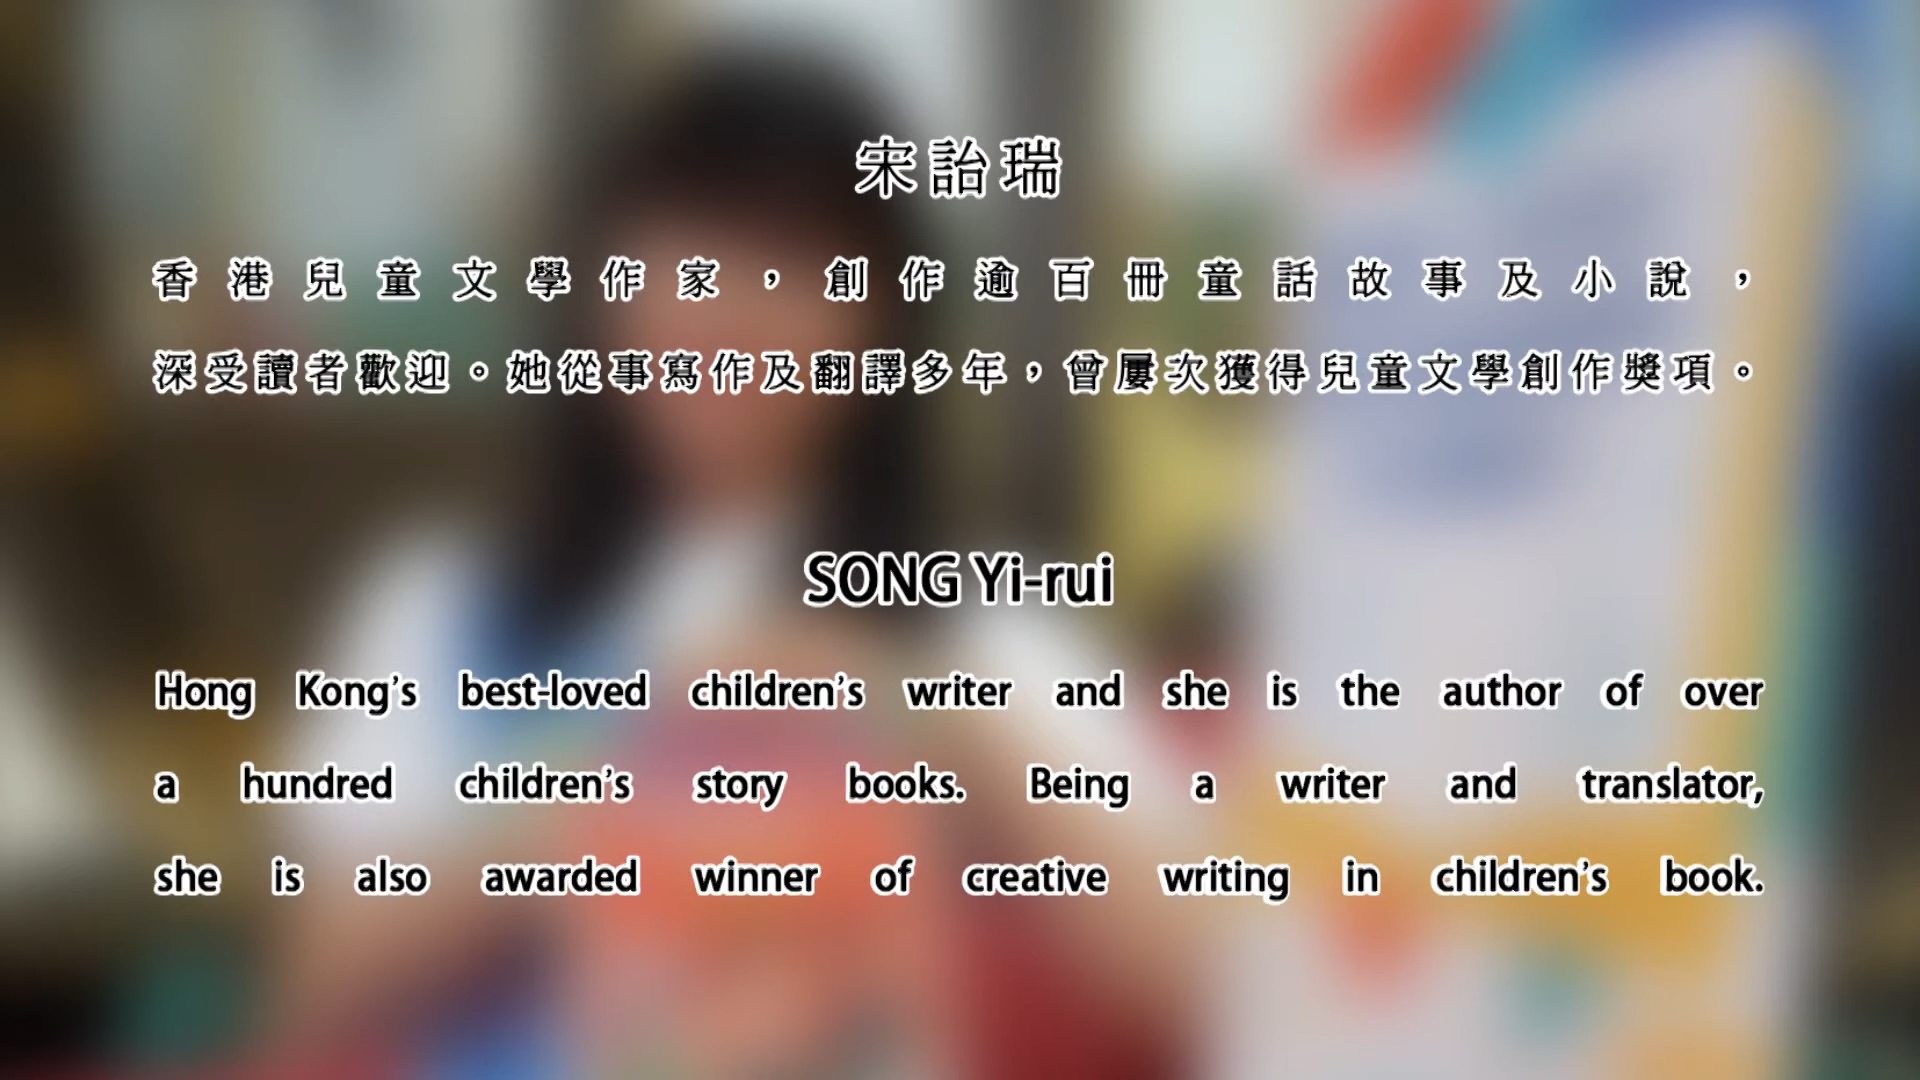 宋詒瑞
香港兒童文學作家，創作逾百冊童話故事及小說，
深受讀者歡迎。她從事寫作及翻譯多年，曾屢次獲得兒童文學創作獎項。
SONG Yi-rui
Hong Kong’s best-loved children’s writer and she is the author of over
a hundred children’s story books. Being a writer and translator,
she is also awarded winner of creative writing in children’s book.